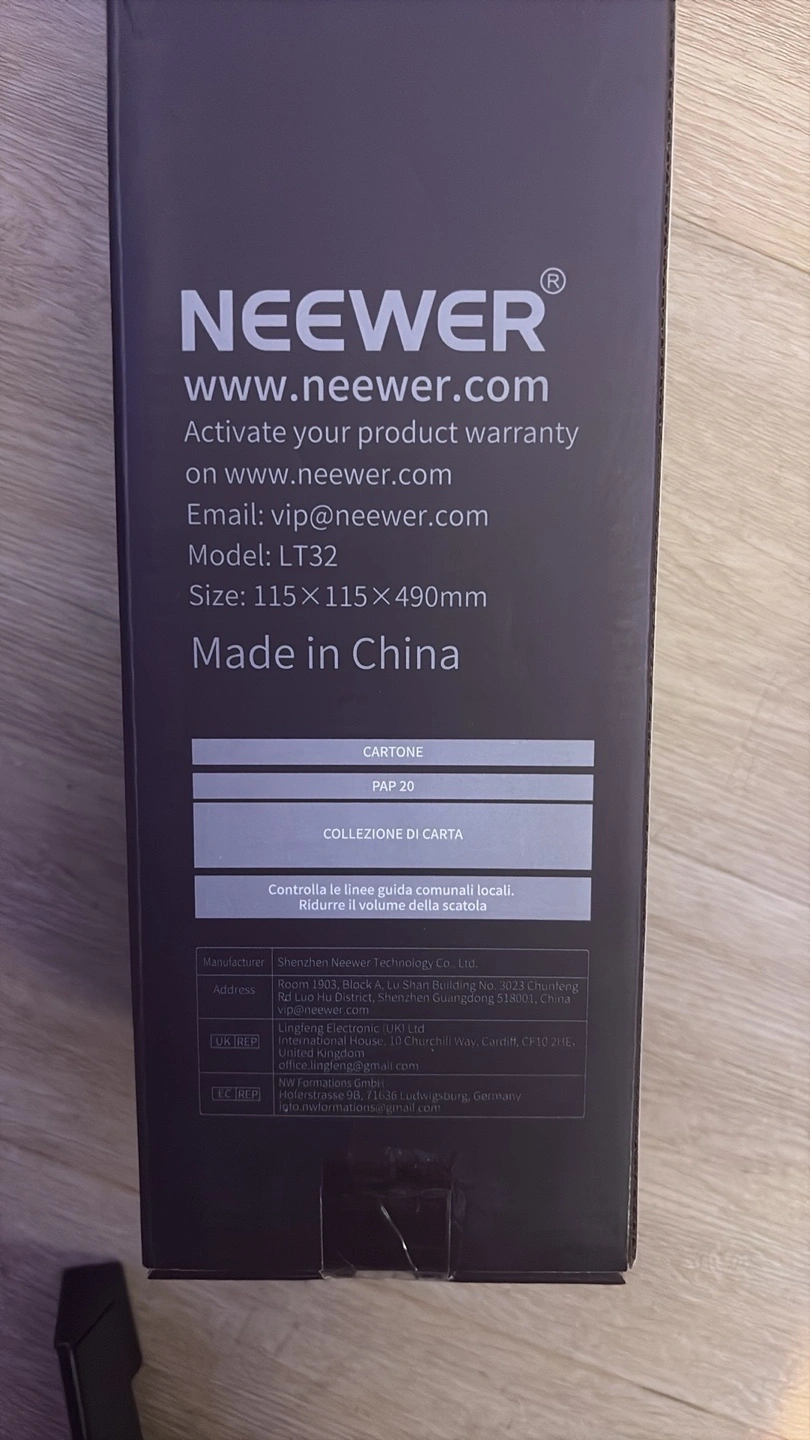 NEEWER®
www.neewer.com
Activate your product warranty
on www.neewer.com
Email: vip@neewer.com
Model: LT32
Size: 115×115×490mm
Made in China
CARTONE
PAP 20
COLLEZIONE DI CARTA
Controlla le linee guida comunali locali.
Ridurre il volume della scatola
Manufacturer Shenzhen Neewer Technology Co., Ltd.
Address Room 1903, Block A, Lu Shan Building No. 3023 Chunfeng
Rd Luo Hu District, Shenzhen Guangdong 518001, China
vip@neewer.com
UK REP Lingfeng Electronic (UK) Ltd
International House, 10 Churchill Way, Cardiff, CF10 2HE,
United Kingdom
office.lingfeng@gmail.com
EC REP NW Formations GmbH
Hoferstrasse 9B, 71636 Ludwigsburg, Germany
info.nwformations@gmail.com